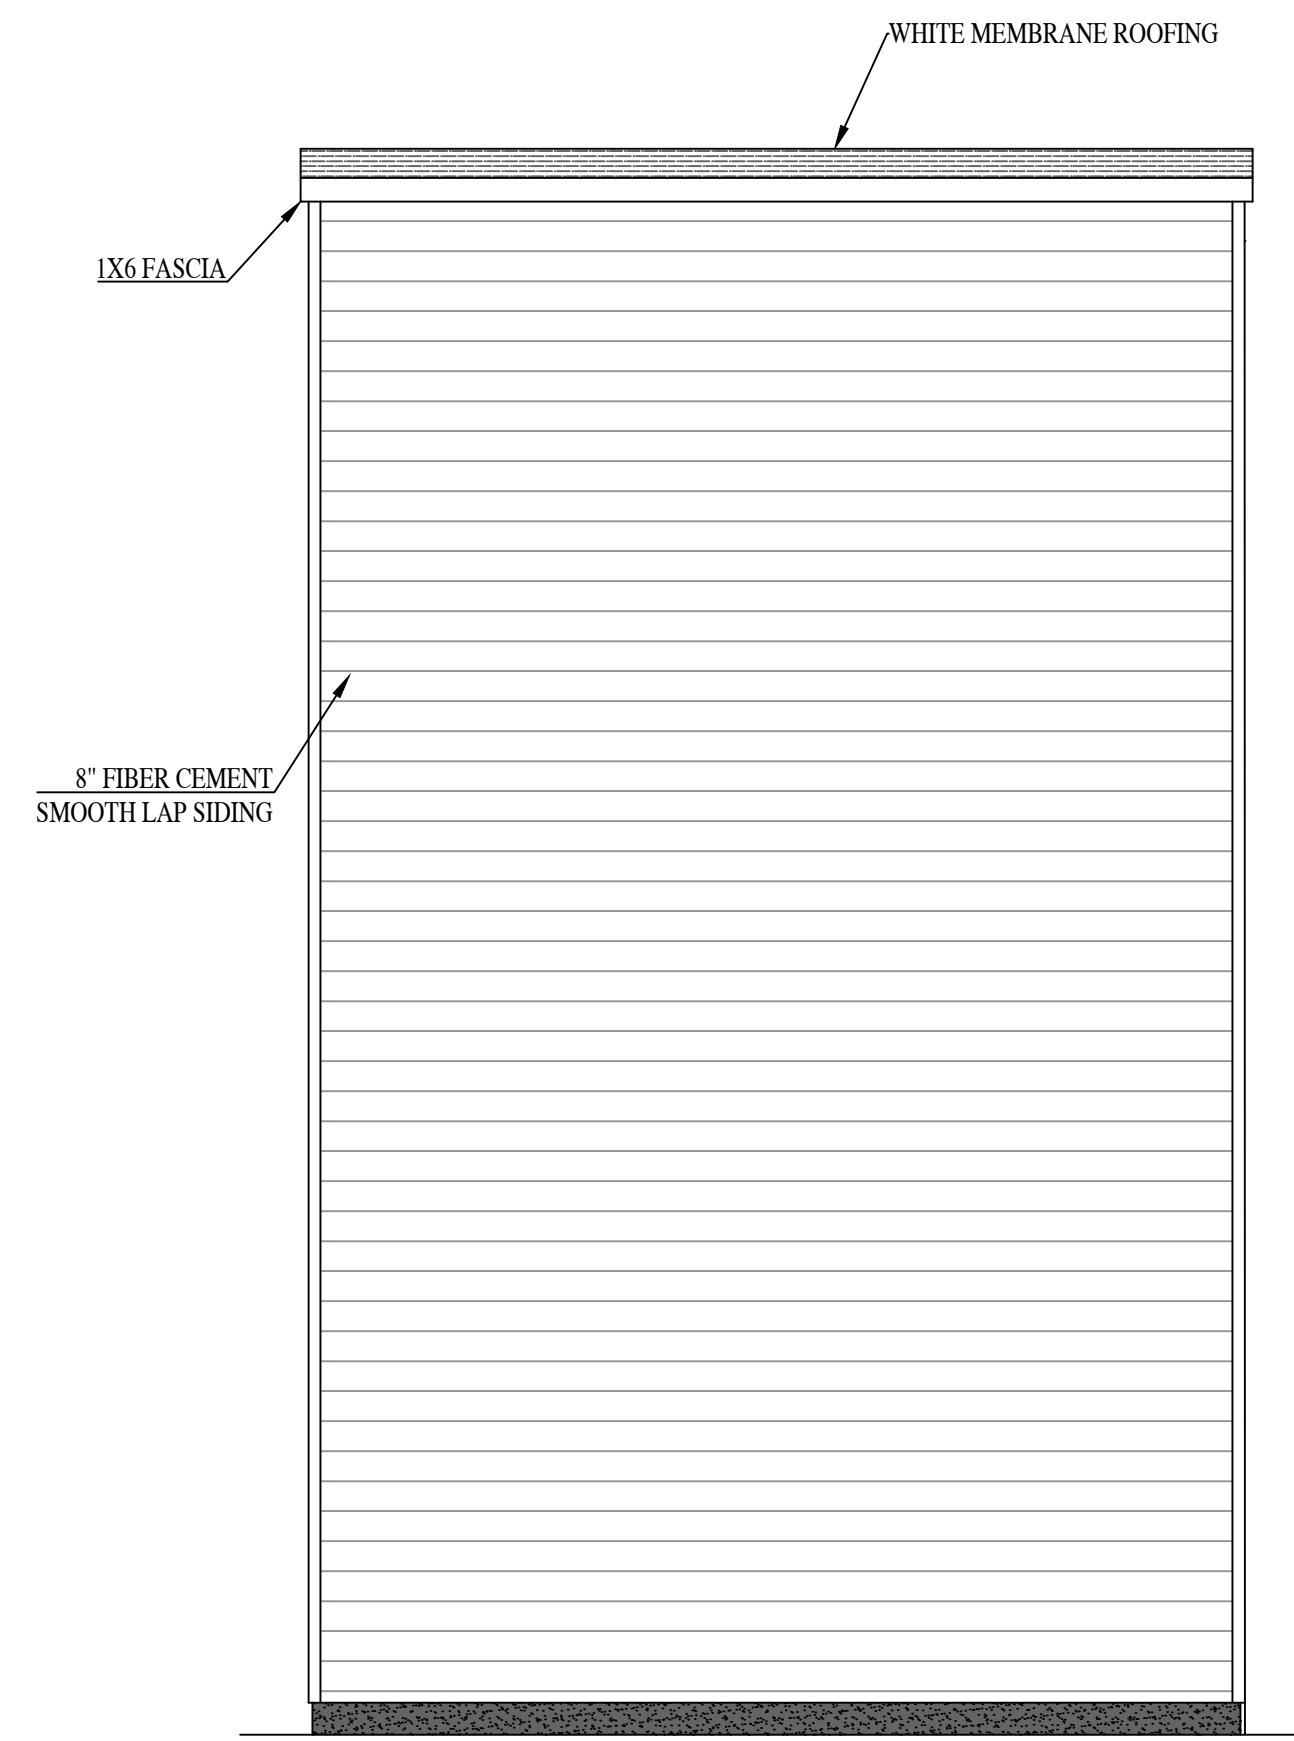 WHITE MEMBRANE ROOFING
1X6 FASCIA
8" FIBER CEMENT
SMOOTH LAP SIDING